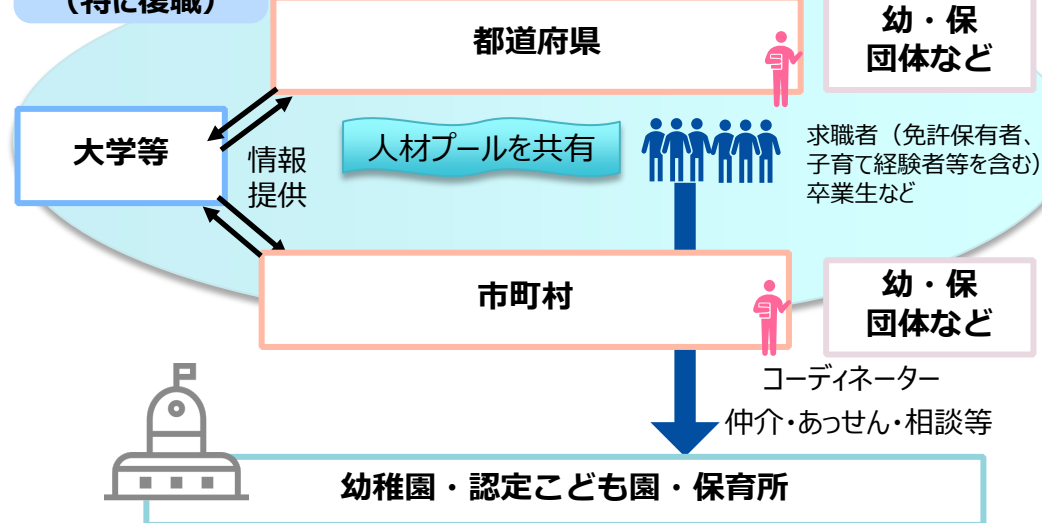 （特に復職）
都道府県
幼・保
団体など
大学等
情報
提供
人材プールを共有
求職者（免許保有者、
子育て経験者等を含む）
卒業生など
市町村
幼・保
団体など
コーディネーター
仲介・あっせん・相談等
幼稚園・認定こども園・保育所